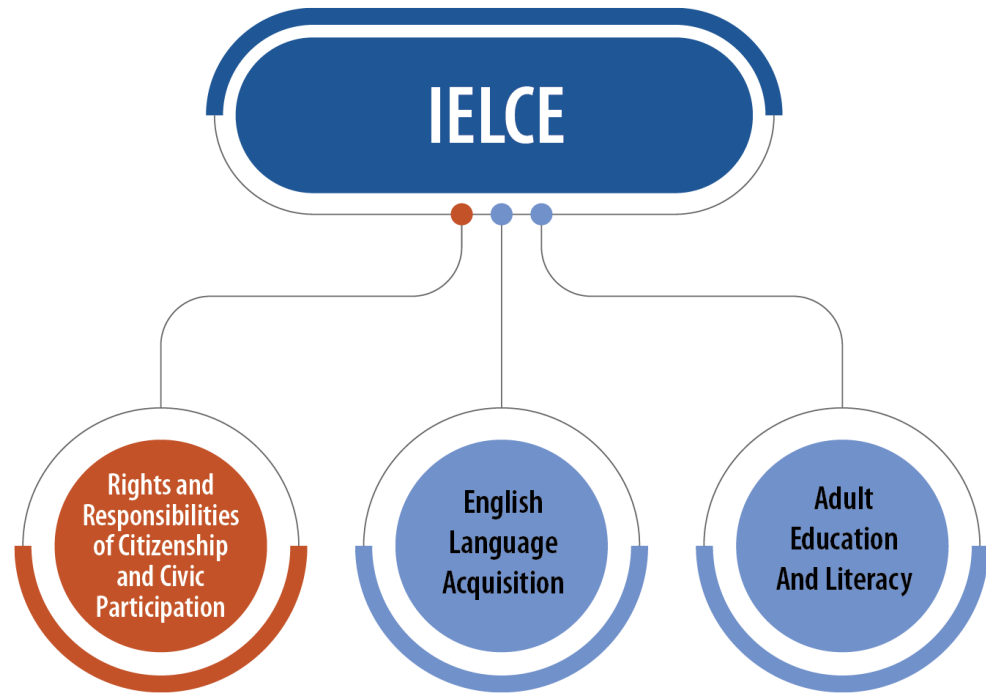 IELCE
Rights and
Responsibilities
of Citizenship
and Civic
Participation
English
Language
Acquisition
Adult
Education
And Literacy